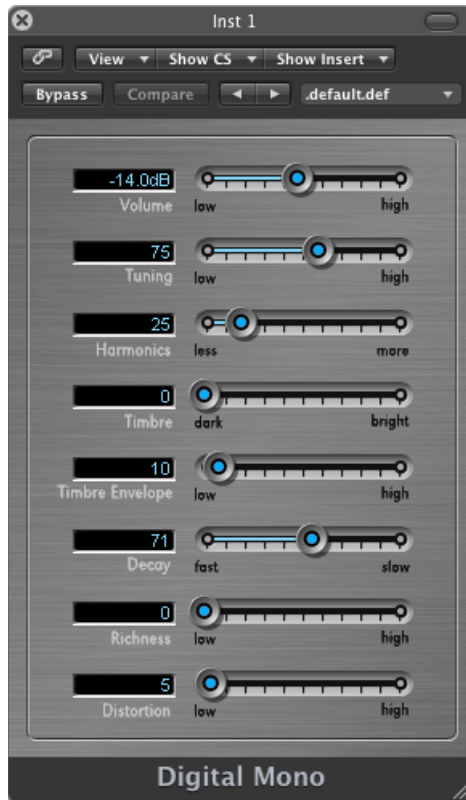 Inst 1
View Show CS Show Insert
Bypass Compare .default.def
-14.0dB
Volume low high
75
Tuning low high
25
Harmonics less more
0
Timbre dark bright
10
Timbre Envelope low high
71
Decay fast slow
0
Richness low high
5
Distortion low high
Digital Mono